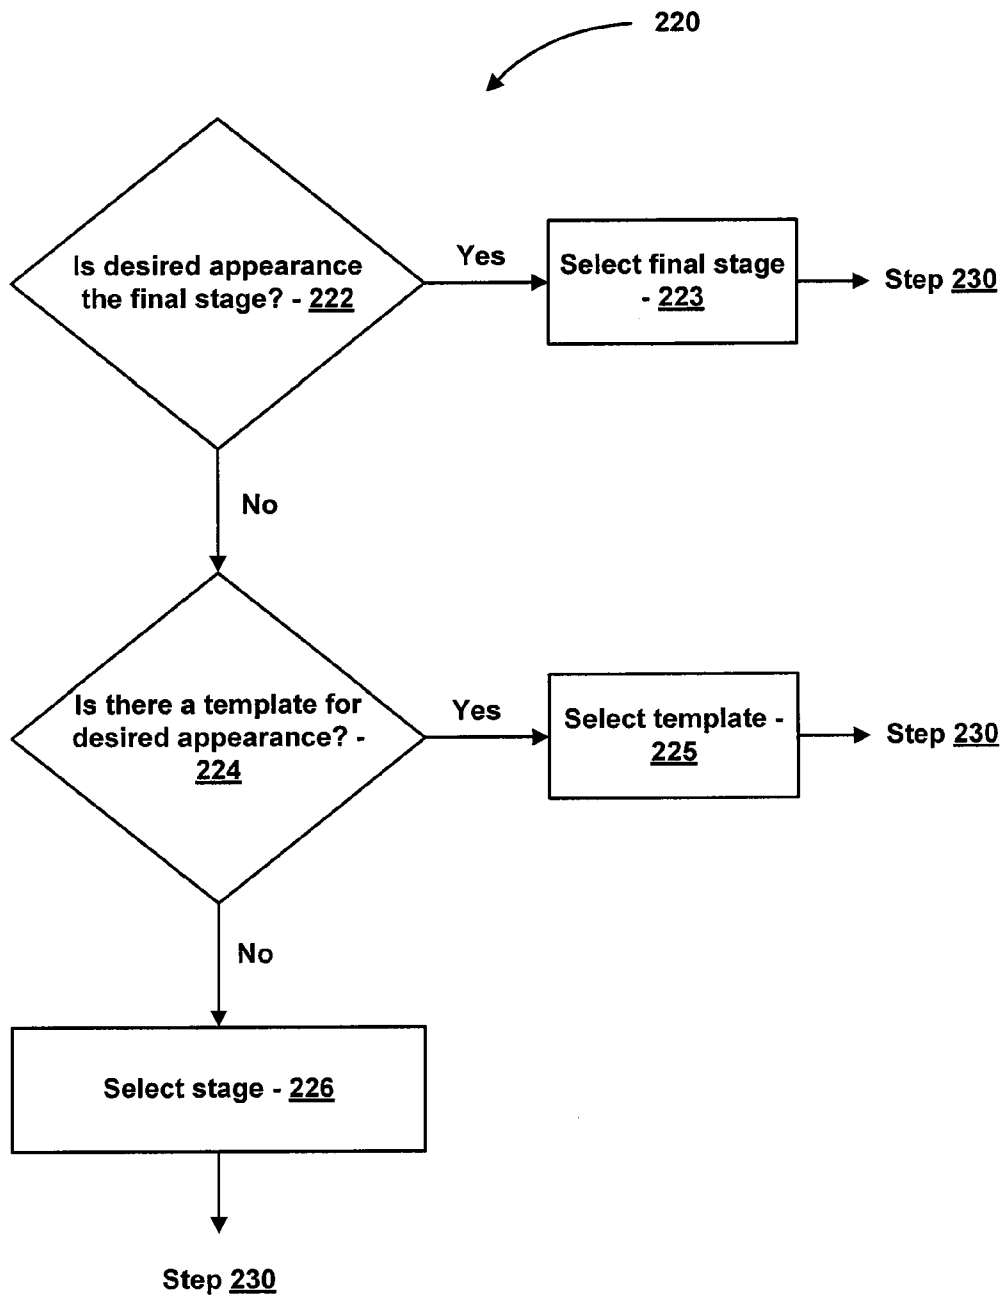 220
Is desired appearance
the final stage? - 222
Yes
Select final stage
- 223
Step 230
No
Is there a template for
desired appearance? -
224
Yes
Select template -
225
Step 230
No
Select stage - 226
Step 230